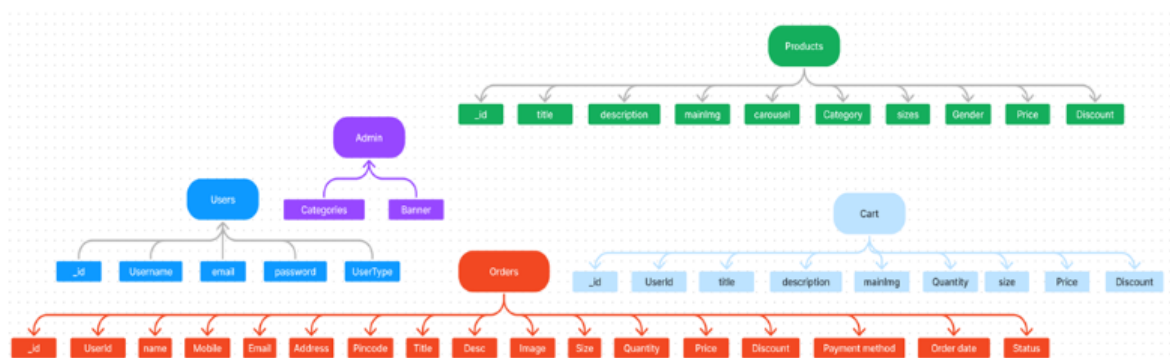 Products
_id title description mainImg carousel Category sizes Gender Price Discount
Admin
Categories Banner
Users
_id Username email password UserType
Cart
_id UserId title description mainImg Quantity size Price Discount
Orders
_id UserId name Mobile Email Address Pincode Title Desc Image Size Quantity Price Discount Payment method Order date Status